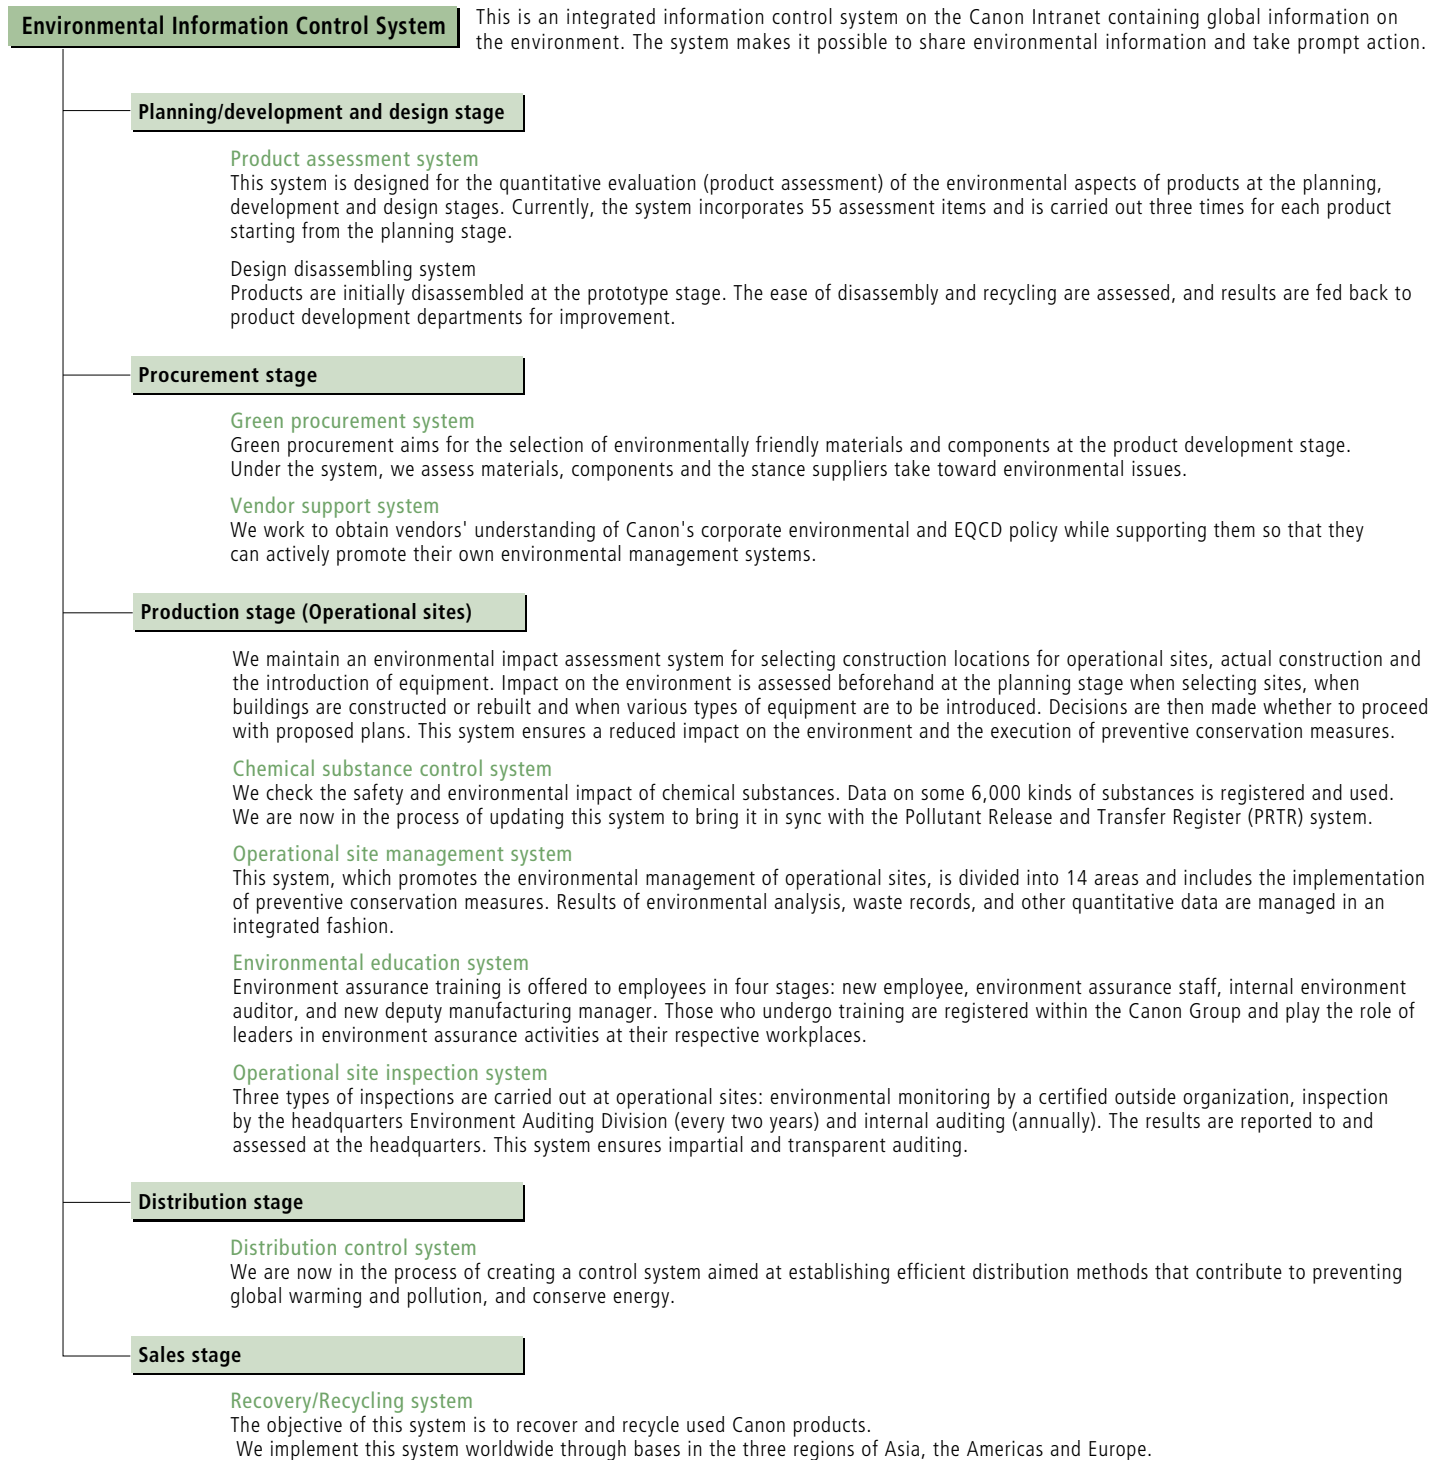 Environmental Information Control System
This is an integrated information control system on the Canon Intranet containing global information on
the environment. The system makes it possible to share environmental information and take prompt action.
Planning/development and design stage
Product assessment system
This system is designed for the quantitative evaluation (product assessment) of the environmental aspects of products at the planning,
development and design stages. Currently, the system incorporates 55 assessment items and is carried out three times for each product
starting from the planning stage.
Design disassembling system
Products are initially disassembled at the prototype stage. The ease of disassembly and recycling are assessed, and results are fed back to
product development departments for improvement.
Procurement stage
Green procurement system
Green procurement aims for the selection of environmentally friendly materials and components at the product development stage.
Under the system, we assess materials, components and the stance suppliers take toward environmental issues.
Vendor support system
We work to obtain vendors' understanding of Canon's corporate environmental and EQCD policy while supporting them so that they
can actively promote their own environmental management systems.
Production stage (Operational sites)
We maintain an environmental impact assessment system for selecting construction locations for operational sites, actual construction and
the introduction of equipment. Impact on the environment is assessed beforehand at the planning stage when selecting sites, when
buildings are constructed or rebuilt and when various types of equipment are to be introduced. Decisions are then made whether to proceed
with proposed plans. This system ensures a reduced impact on the environment and the execution of preventive conservation measures.
Chemical substance control system
We check the safety and environmental impact of chemical substances. Data on some 6,000 kinds of substances is registered and used.
We are now in the process of updating this system to bring it in sync with the Pollutant Release and Transfer Register (PRTR) system.
Operational site management system
This system, which promotes the environmental management of operational sites, is divided into 14 areas and includes the implementation
of preventive conservation measures. Results of environmental analysis, waste records, and other quantitative data are managed in an
integrated fashion.
Environmental education system
Environment assurance training is offered to employees in four stages: new employee, environment assurance staff, internal environment
auditor, and new deputy manufacturing manager. Those who undergo training are registered within the Canon Group and play the role of
leaders in environment assurance activities at their respective workplaces.
Operational site inspection system
Three types of inspections are carried out at operational sites: environmental monitoring by a certified outside organization, inspection
by the headquarters Environment Auditing Division (every two years) and internal auditing (annually). The results are reported to and
assessed at the headquarters. This system ensures impartial and transparent auditing.
Distribution stage
Distribution control system
We are now in the process of creating a control system aimed at establishing efficient distribution methods that contribute to preventing
global warming and pollution, and conserve energy.
Sales stage
Recovery/Recycling system
The objective of this system is to recover and recycle used Canon products.
We implement this system worldwide through bases in the three regions of Asia, the Americas and Europe.